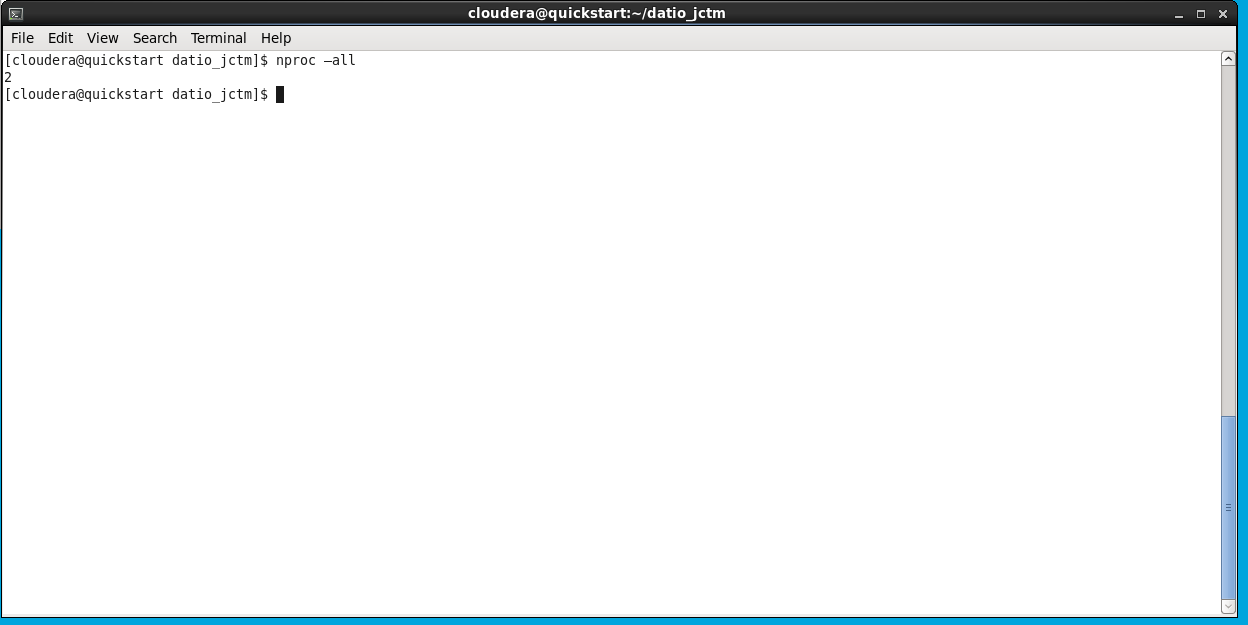 cloudera@quickstart:~/datio_jctm
File Edit View Search Terminal Help
[cloudera@quickstart datio_jctm]$ nproc –all
2
[cloudera@quickstart datio_jctm]$